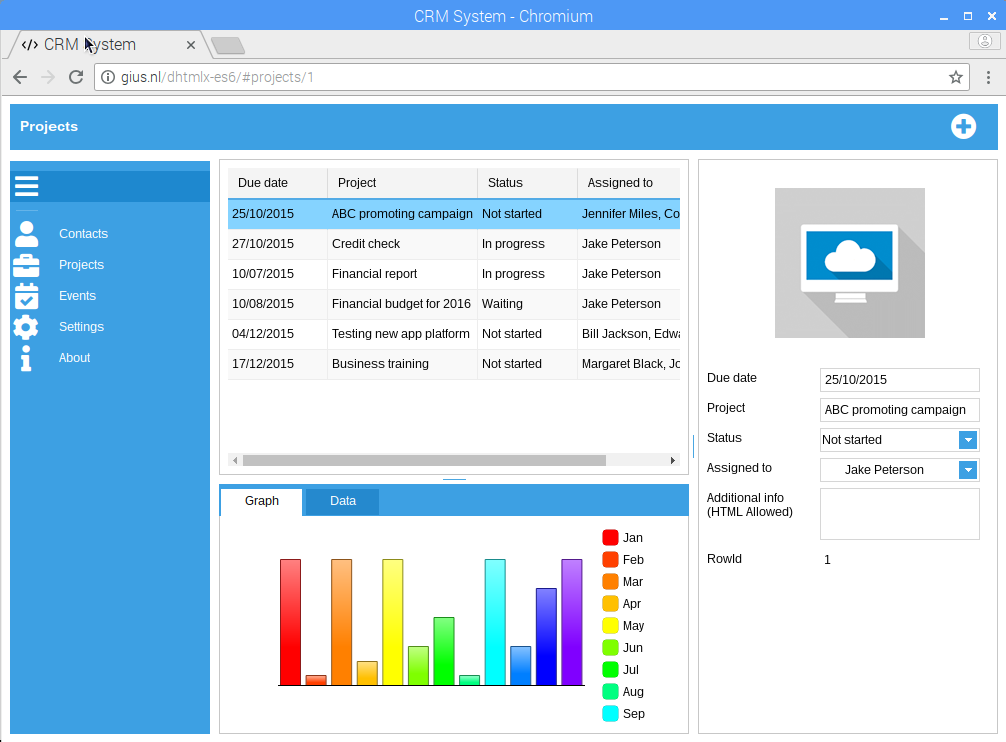 CRM System - Chromium
CRM System
gius.nl/dhtmlx-es6/#projects/1
Projects
Contacts
Projects
Events
Settings
About
Due date Project Status Assigned to
25/10/2015 ABC promoting campaign Not started Jennifer Miles, Co
27/10/2015 Credit check In progress Jake Peterson
10/07/2015 Financial report In progress Jake Peterson
10/08/2015 Financial budget for 2016 Waiting Jake Peterson
04/12/2015 Testing new app platform Not started Bill Jackson, Edwa
17/12/2015 Business training Not started Margaret Black, Jo
Graph Data
Jan
Feb
Mar
Apr
May
Jun
Jul
Aug
Sep
Due date 25/10/2015
Project ABC promoting campaign
Status Not started
Assigned to Jake Peterson
Additional info
(HTML Allowed)
RowId 1